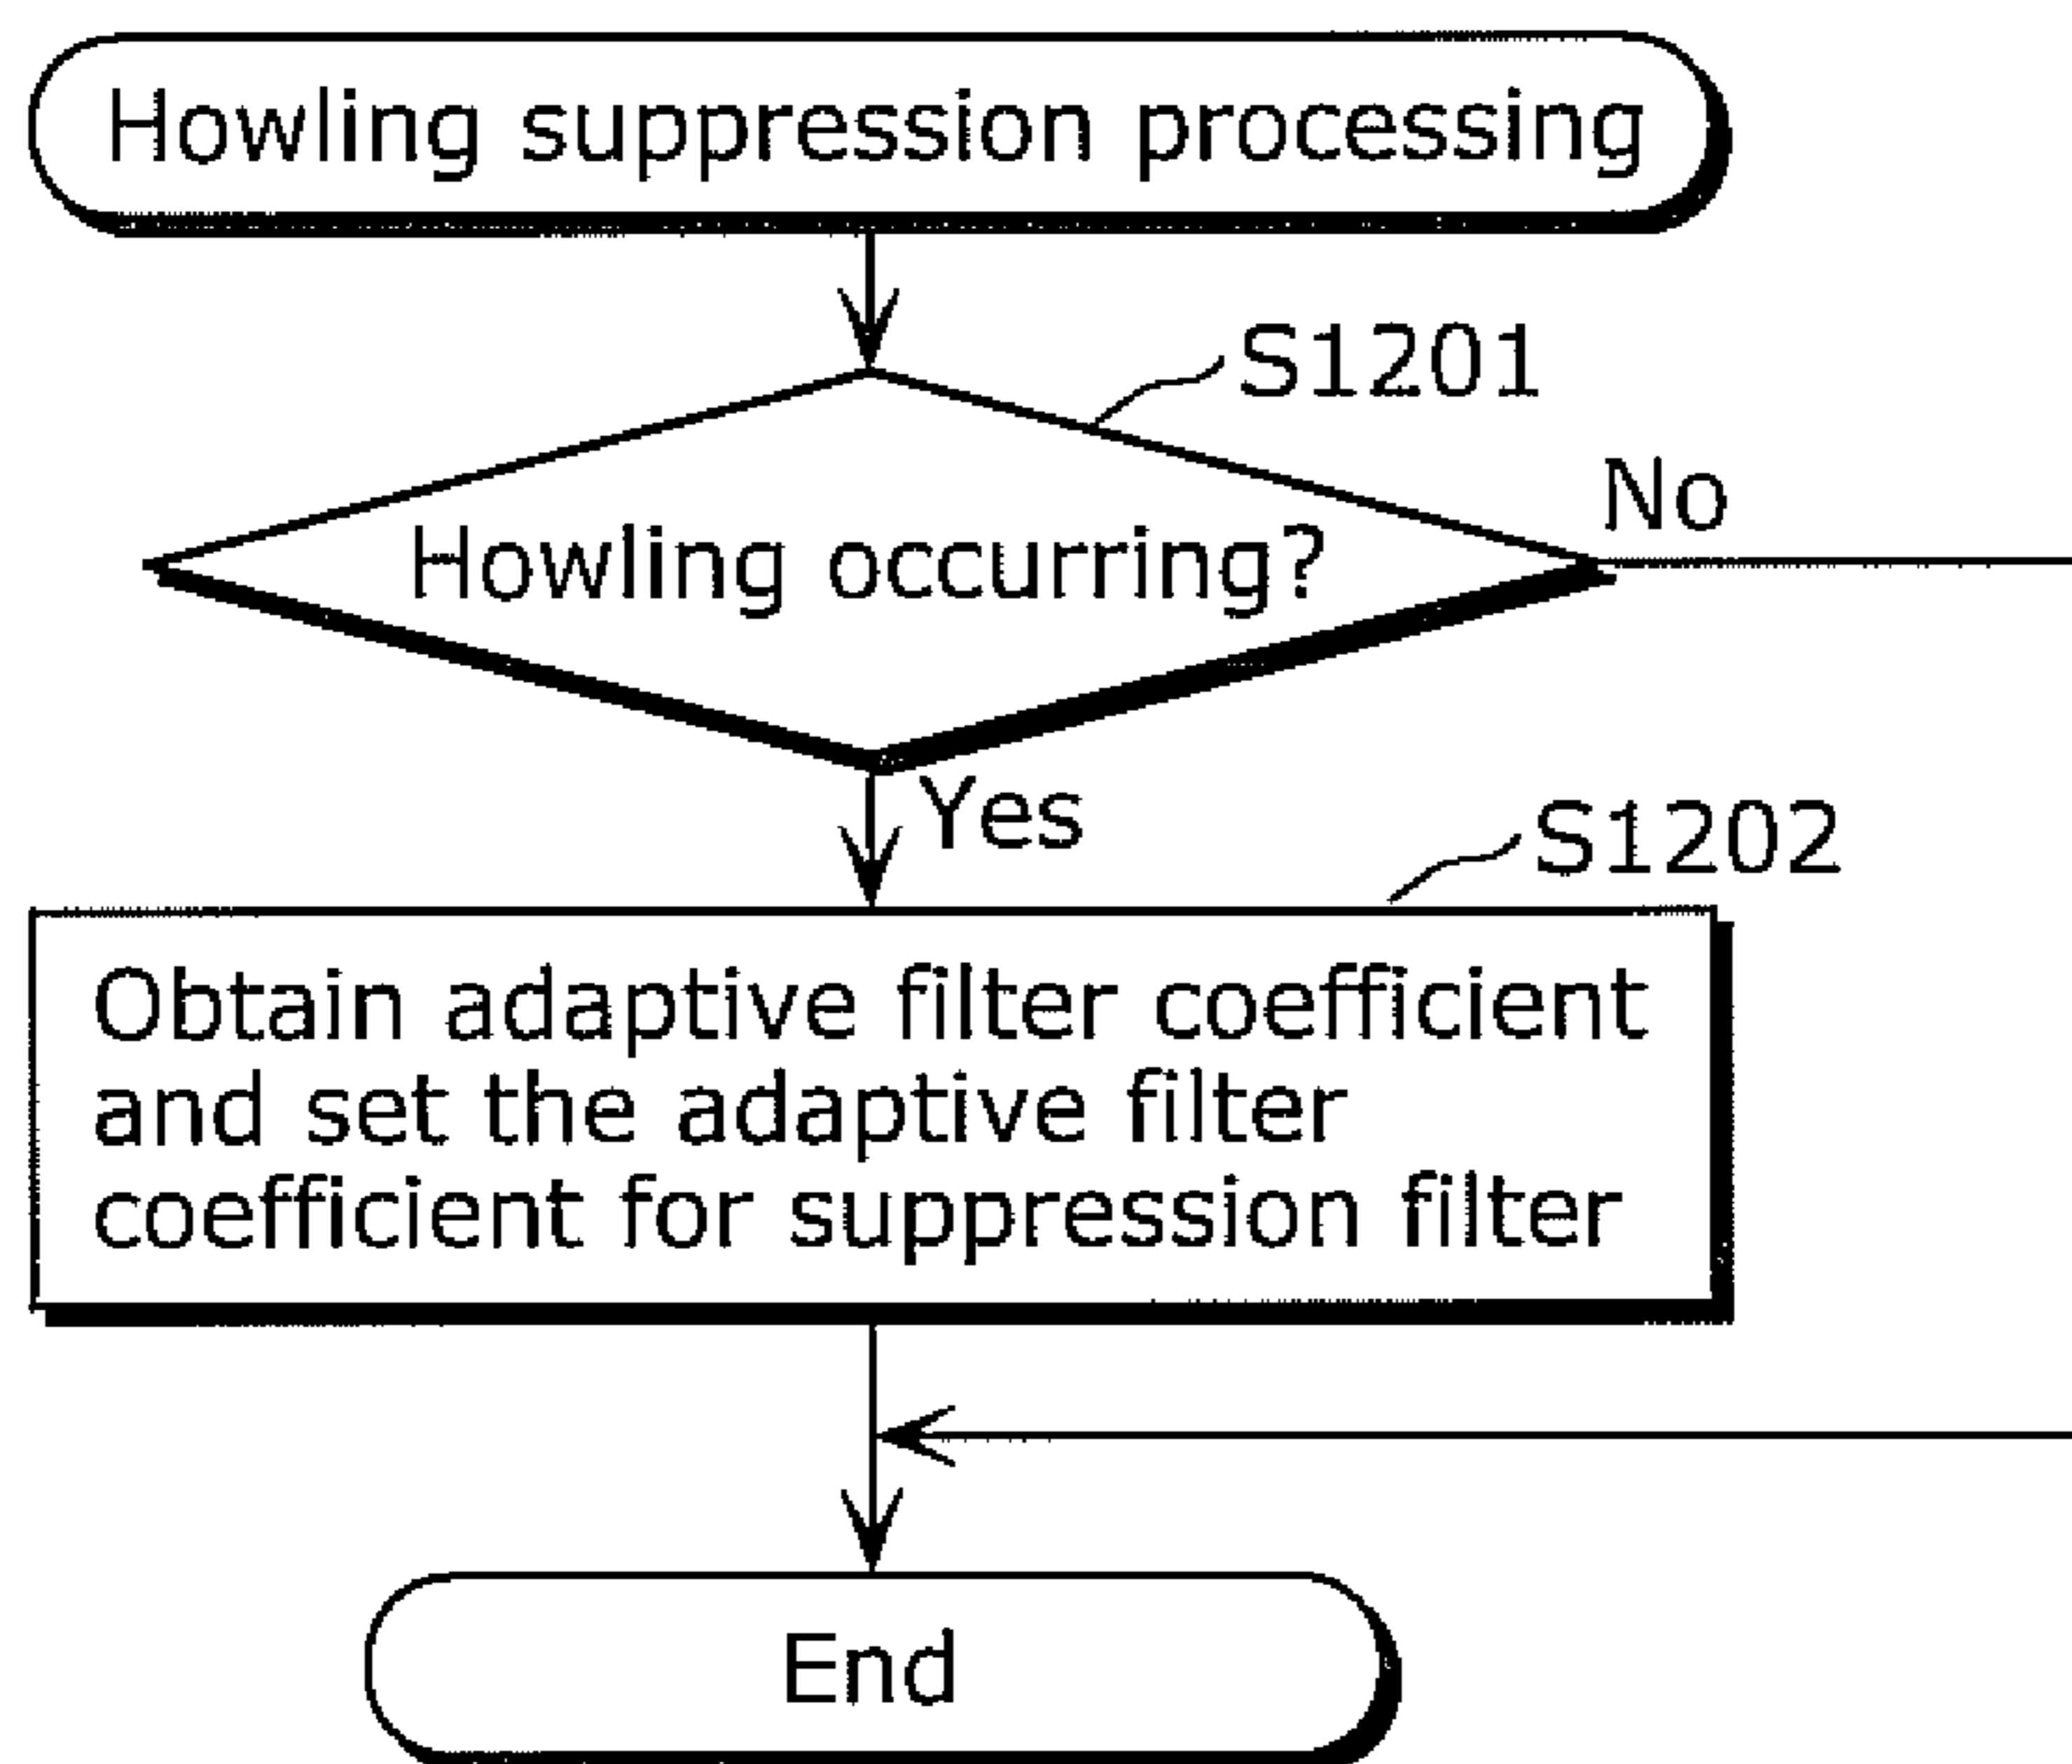 Howling suppression processing
S1201
No
Howling occurring?
Yes
S1202
Obtain adaptive filter coefficient
and set the adaptive filter
coefficient for suppression filter
End